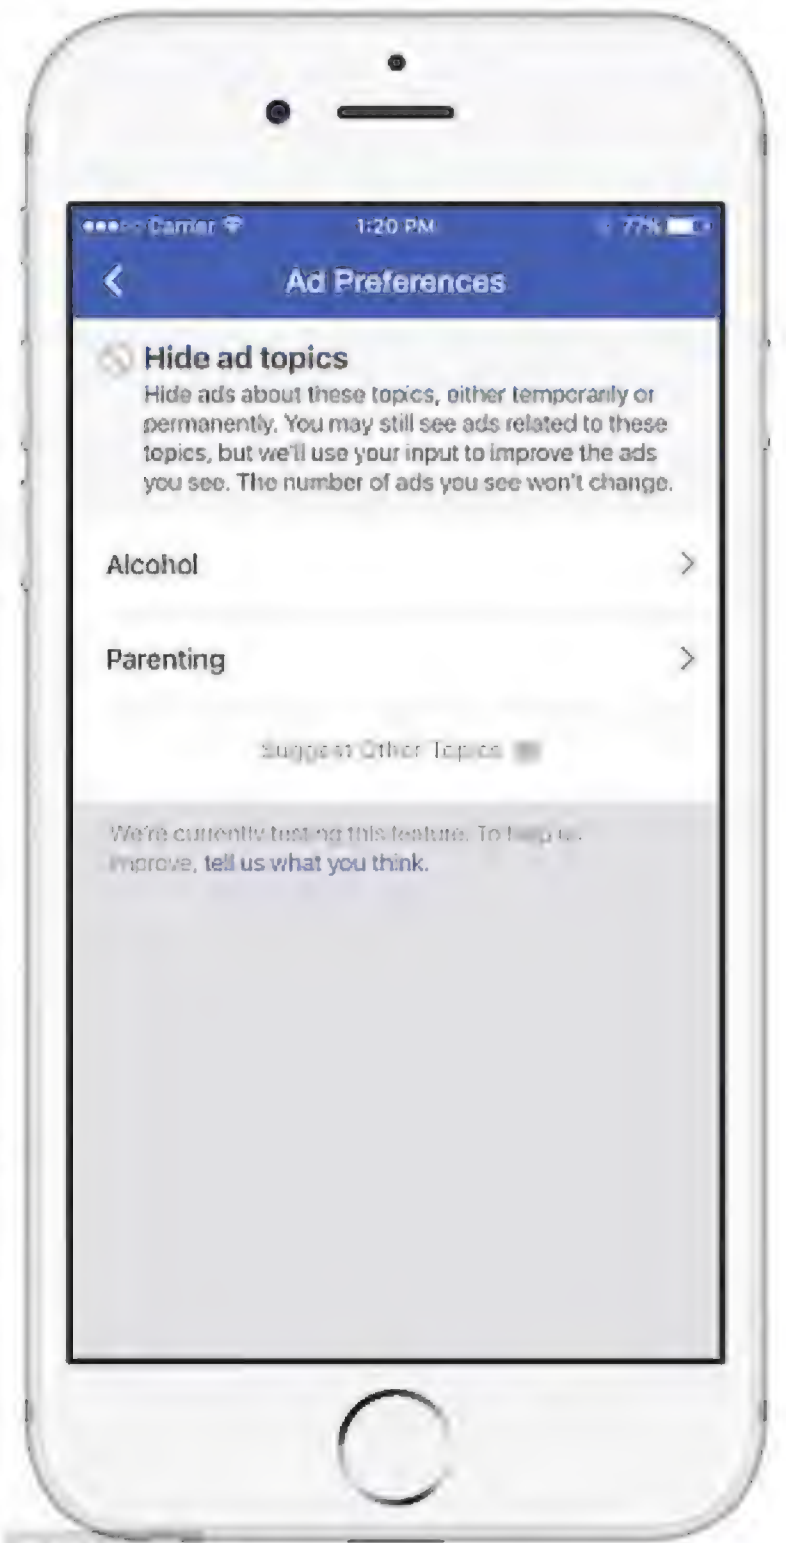 Carrier 1:20 PM 77%
Ad Preferences
Hide ad topics
Hide ads about these topics, either temporarily or
permanently. You may still see ads related to these
topics, but we'll use your input to improve the ads
you see. The number of ads you see won't change.
Alcohol
Parenting
Suggest Other Topics
We're currently testing this feature. To help us
improve, tell us what you think.